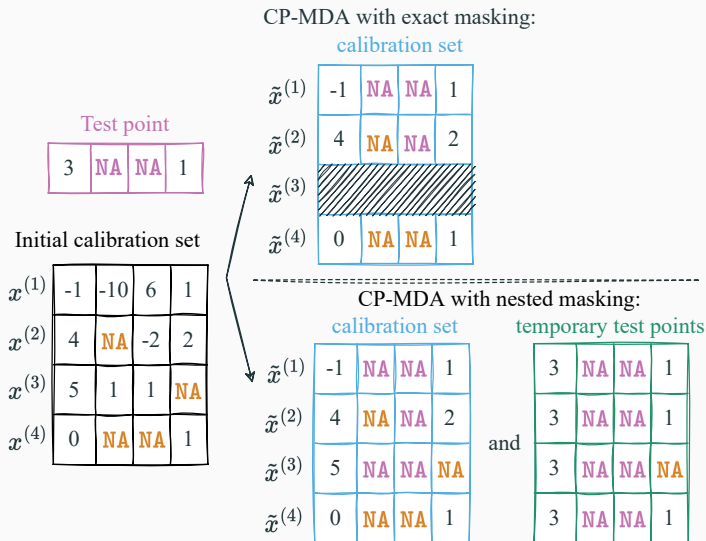 CP-MDA with exact masking:
calibration set
x̃⁽¹⁾ -1 NA NA 1
x̃⁽²⁾ 4 NA NA 2
x̃⁽³⁾
x̃⁽⁴⁾ 0 NA NA 1
Test point
3 NA NA 1
Initial calibration set
x⁽¹⁾ -1 -10 6 1
x⁽²⁾ 4 NA -2 2
x⁽³⁾ 5 1 1 NA
x⁽⁴⁾ 0 NA NA 1
CP-MDA with nested masking:
calibration set
x̃⁽¹⁾ -1 NA NA 1
x̃⁽²⁾ 4 NA NA 2
x̃⁽³⁾ 5 NA NA NA
x̃⁽⁴⁾ 0 NA NA 1
and
temporary test points
3 NA NA 1
3 NA NA 1
3 NA NA NA
3 NA NA 1